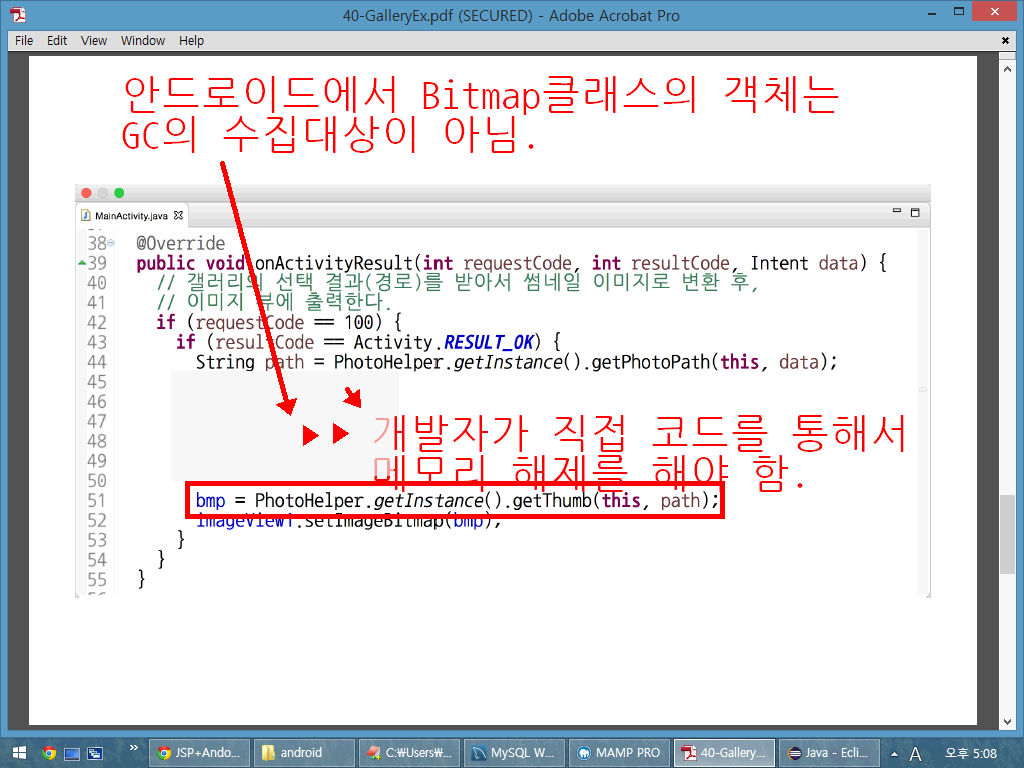 40-GalleryEx.pdf (SECURED) - Adobe Acrobat Pro
File Edit View Window Help
안드로이드에서 Bitmap클래스의 객체는
GC의 수집대상이 아님.
MainActivity.java
38 @Override
39 public void onActivityResult(int requestCode, int resultCode, Intent data) {
40 // 갤러리의 선택 결과(경로)를 받아서 썸네일 이미지로 변환 후,
41 // 이미지 뷰에 출력한다.
42 if (requestCode == 100) {
43 if (resultCode == Activity.RESULT_OK) {
44 String path = PhotoHelper.getInstance().getPhotoPath(this, data);
45
46
47
48
49
50
개발자가 직접 코드를 통해서
메모리 해제를 해야 함.
51 bmp = PhotoHelper.getInstance().getThumb(this, path);
52 imageView1.setImageBitmap(bmp);
53 }
54 }
55 }
JSP+Ando... android C:₩Users₩... MySQL W... MAMP PRO 40-Gallery... Java - Ecli... A 오후 5:08